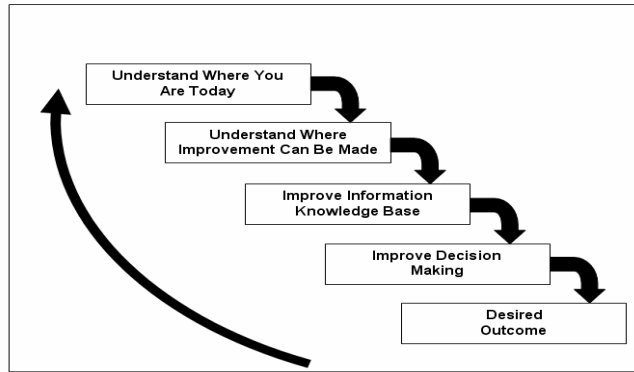 Understand Where You
Are Today
Understand Where
Improvement Can Be Made
Improve Information
Knowledge Base
Improve Decision
Making
Desired
Outcome